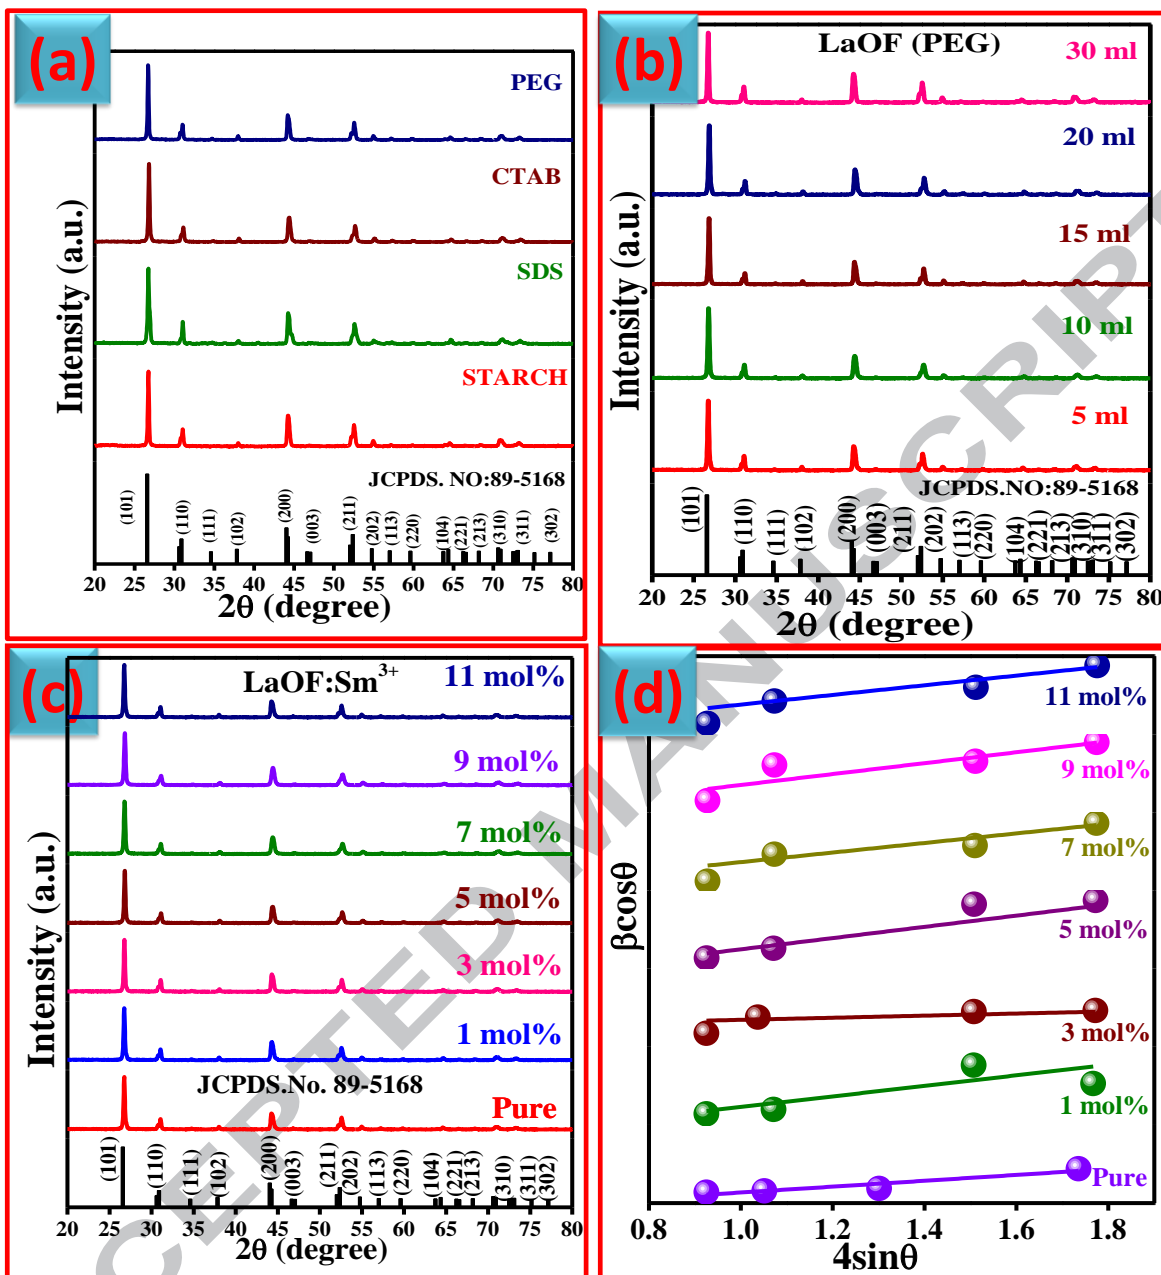 (a)
PEG
CTAB
SDS
STARCH
JCPDS. NO:89-5168
(101)
(110)
(111)
(102)
(200)
(003)
(211)
(202)
(113)
(220)
(104)
(221)
(213)
(310)
(311)
(302)
20 25 30 35 40 45 50 55 60 65 70 75 80
2θ (degree)
Intensity (a.u.)
(b)
LaOF (PEG)
30 ml
20 ml
15 ml
10 ml
5 ml
JCPDS.NO:89-5168
(101)
(110)
(111)
(102)
(200)
(003)
(211)
(202)
(113)
(220)
(104)
(221)
(213)
(310)
(311)
(302)
20 25 30 35 40 45 50 55 60 65 70 75 80
2θ (degree)
Intensity (a.u.)
(c)
LaOF:Sm3+
11 mol%
9 mol%
7 mol%
5 mol%
3 mol%
1 mol%
JCPDS.No. 89-5168
Pure
(101)
(110)
(111)
(102)
(200)
(003)
(211)
(202)
(113)
(220)
(104)
(221)
(213)
(310)
(311)
(302)
20 25 30 35 40 45 50 55 60 65 70 75 80
2θ (degree)
Intensity (a.u.)
(d)
11 mol%
9 mol%
7 mol%
5 mol%
3 mol%
1 mol%
Pure
0.8 1.0 1.2 1.4 1.6 1.8
4sinθ
βcosθ
CEPTED MANUSCRIPT